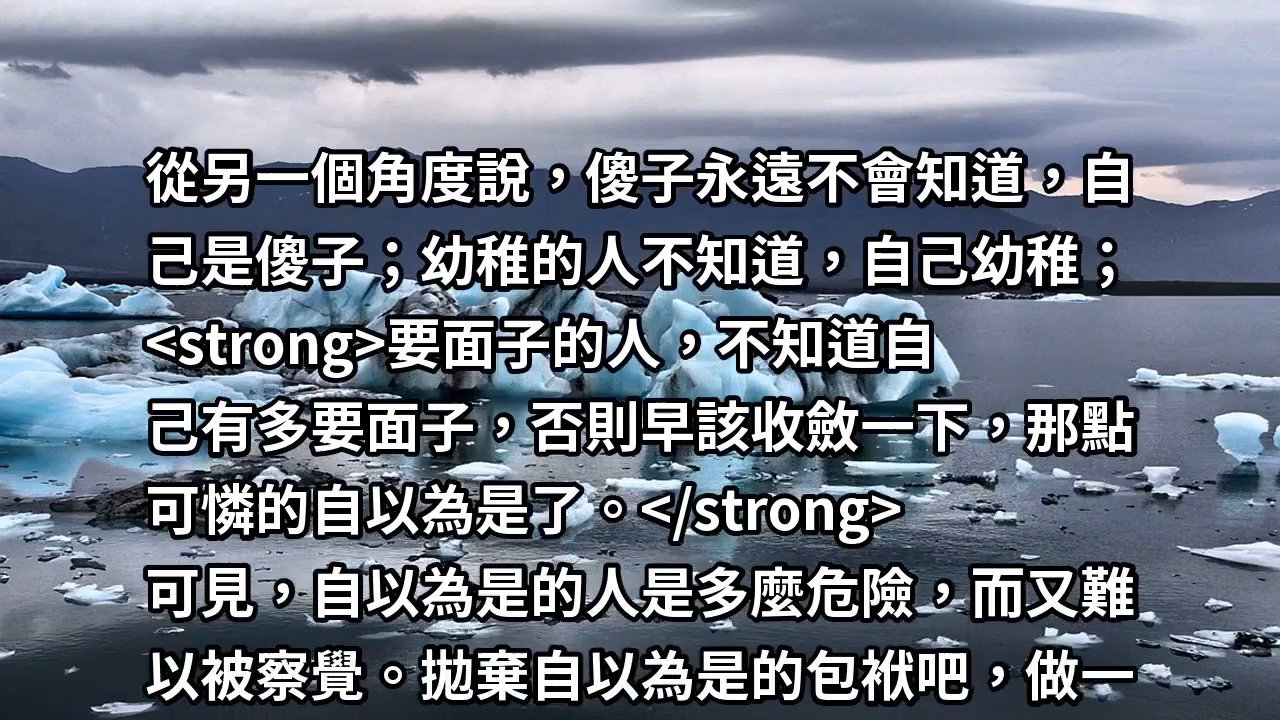 從另一個角度說，傻子永遠不會知道，自
己是傻子；幼稚的人不知道，自己幼稚；
<strong>要面子的人，不知道自
己有多要面子，否則早該收斂一下，那點
可憐的自以為是了。</strong>
可見，自以為是的人是多麼危險，而又難
以被察覺。拋棄自以為是的包袱吧，做一